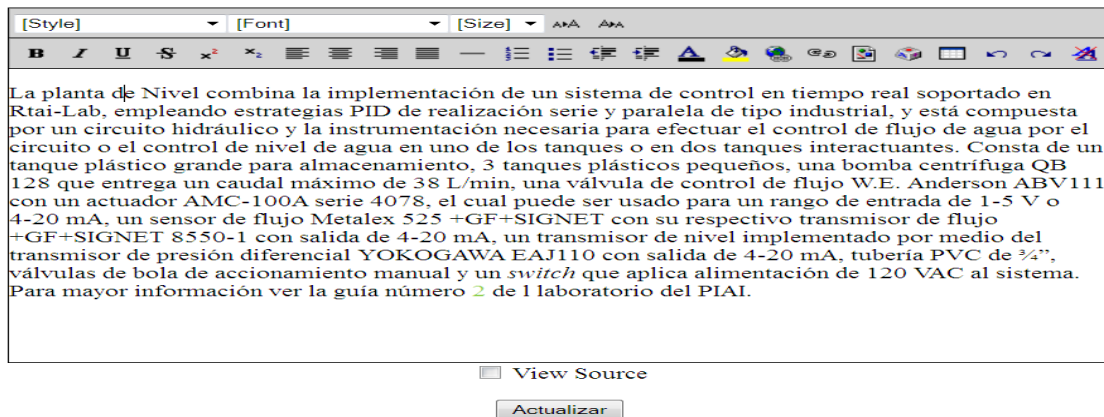 [Style] [Font] [Size]
B I U S x² x₂
La planta de Nivel combina la implementación de un sistema de control en tiempo real soportado en
Rtai-Lab, empleando estrategias PID de realización serie y paralela de tipo industrial, y está compuesta
por un circuito hidráulico y la instrumentación necesaria para efectuar el control de flujo de agua por el
circuito o el control de nivel de agua en uno de los tanques o en dos tanques interactuantes. Consta de un
tanque plástico grande para almacenamiento, 3 tanques plásticos pequeños, una bomba centrífuga QB
128 que entrega un caudal máximo de 38 L/min, una válvula de control de flujo W.E. Anderson ABV111
con un actuador AMC-100A serie 4078, el cual puede ser usado para un rango de entrada de 1-5 V o
4-20 mA, un sensor de flujo Metalex 525 +GF+SIGNET con su respectivo transmisor de flujo
+GF+SIGNET 8550-1 con salida de 4-20 mA, un transmisor de nivel implementado por medio del
transmisor de presión diferencial YOKOGAWA EAJ110 con salida de 4-20 mA, tubería PVC de ¾”,
válvulas de bola de accionamiento manual y un switch que aplica alimentación de 120 VAC al sistema.
Para mayor información ver la guía número 2 de l laboratorio del PIAI.
View Source
Actualizar